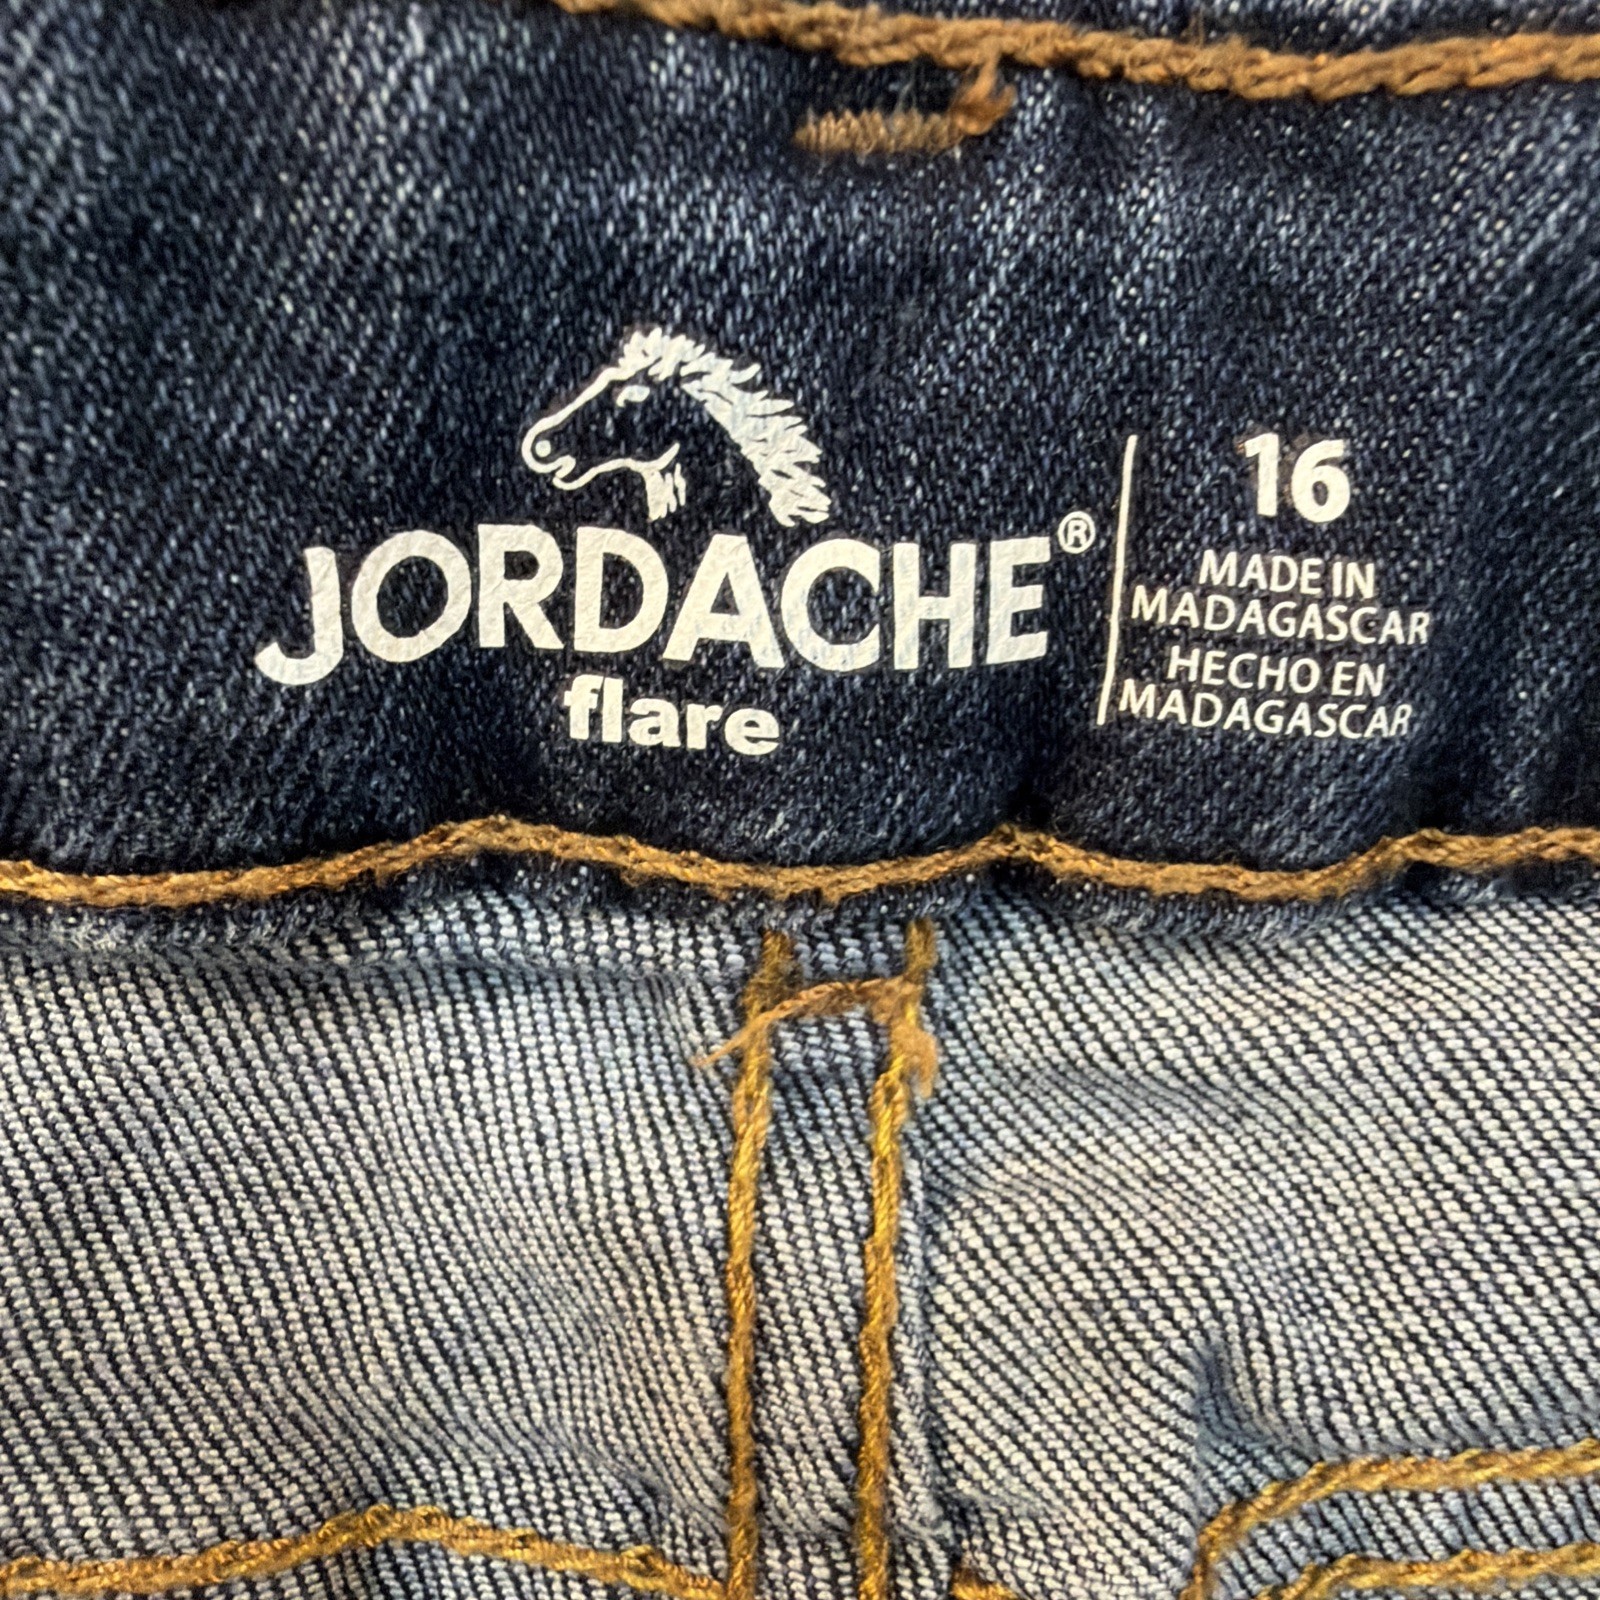 JORDACHE®
flare
16
MADE IN
MADAGASCAR
HECHO EN
MADAGASCAR